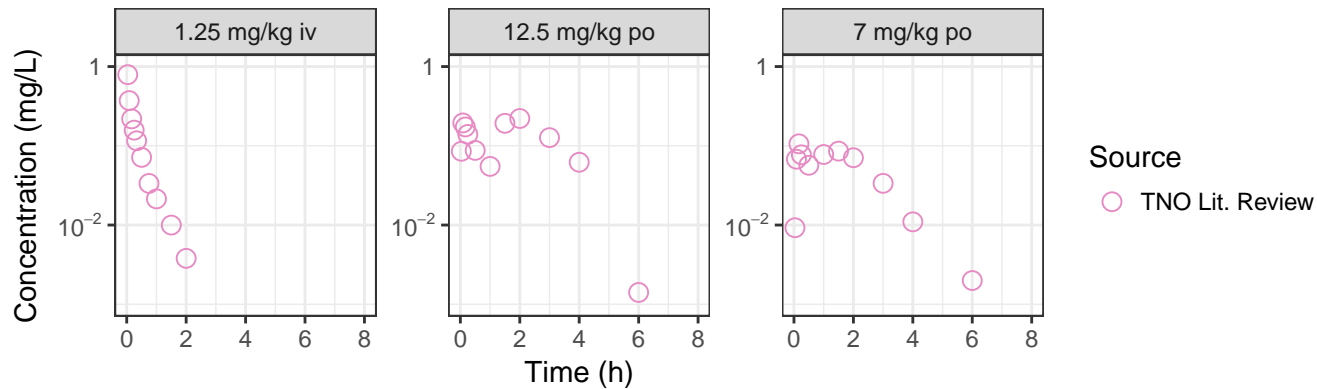 1.25 mg/kg iv
12.5 mg/kg po
7 mg/kg po
Concentration (mg/L)
1
10⁻²
0 2 4 6 8
1
10⁻²
0 2 4 6 8
1
10⁻²
0 2 4 6 8
Time (h)
Source
TNO Lit. Review